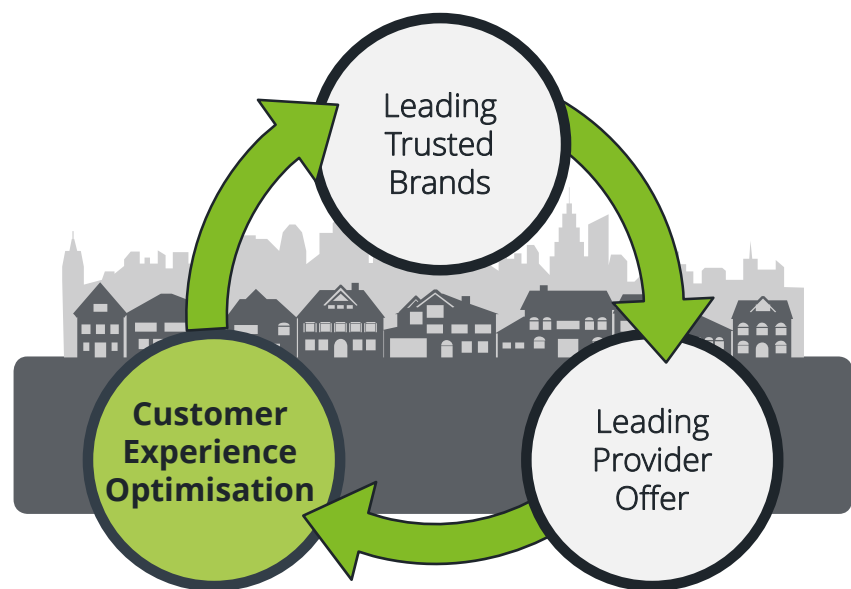 Leading
Trusted
Brands
Customer
Experience
Optimisation
Leading
Provider
Offer